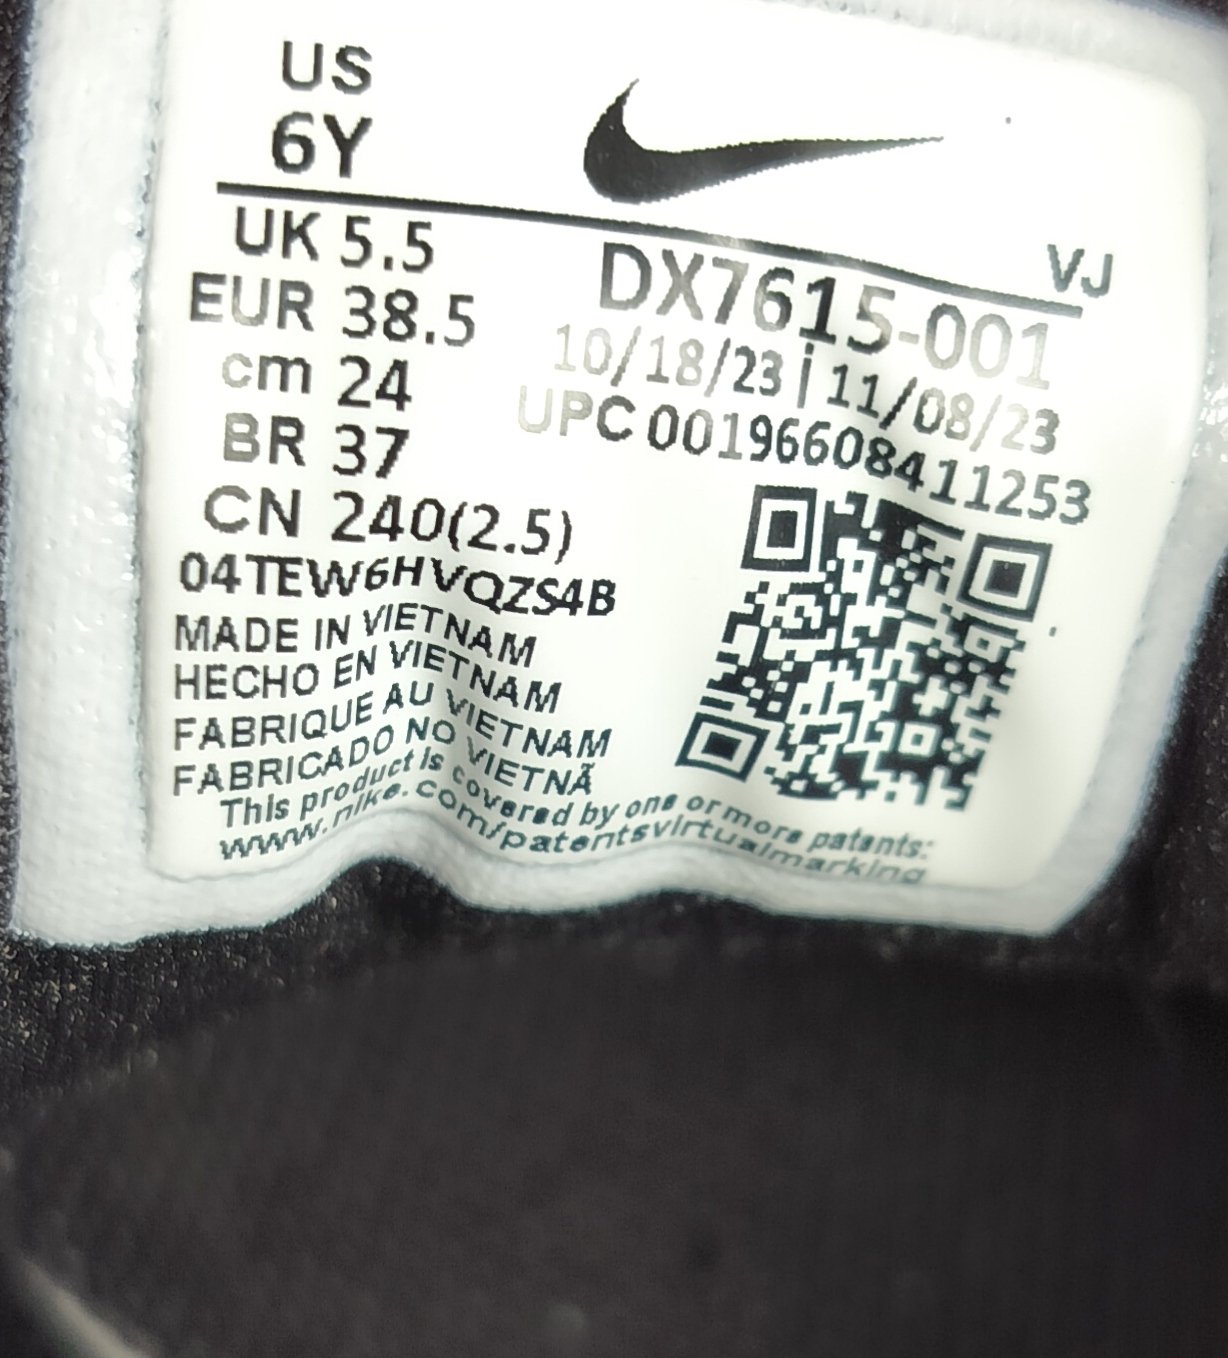 US
6Y
UK 5.5
EUR 38.5
cm 24
BR 37
CN 240(2.5)
04TEW6HVQZS4B
MADE IN VIETNAM
HECHO EN VIETNAM
FABRIQUE AU VIETNAM
FABRICADO NO VIETNÃ
This product is covered by one or more patents:
www.nike.com/patentsvirtualmarking
VJ
DX7615-001
10/18/23 | 11/08/23
UPC 00196608411253